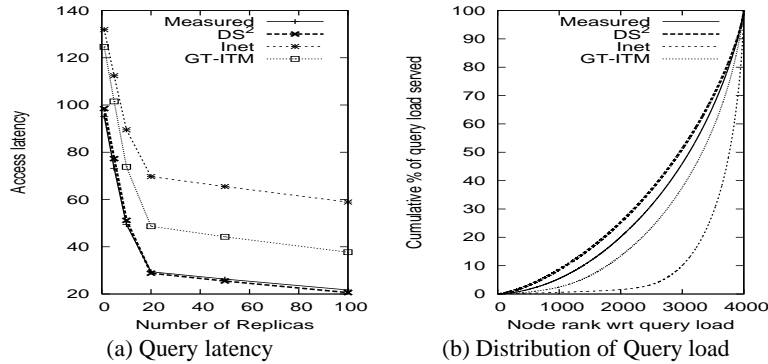 Access latency
140
120
100
80
60
40
20
0 20 40 60 80 100
Number of Replicas
Measured
DS²
Inet
GT-ITM
(a) Query latency
Cumulative % of query load served
100
90
80
70
60
50
40
30
20
10
0
0 1000 2000 3000 4000
Node rank wrt query load
Measured
DS²
Inet
GT-ITM
(b) Distribution of Query load